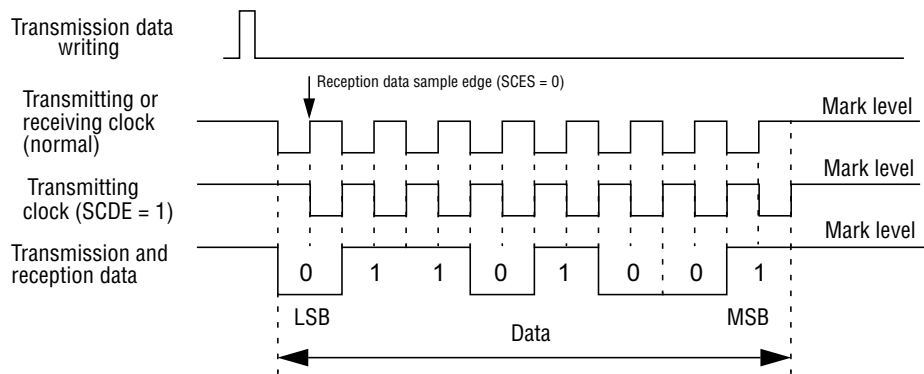 Transmission data
writing
Reception data sample edge (SCES = 0)
Transmitting or
receiving clock
(normal)
Mark level
Transmitting
clock (SCDE = 1)
Mark level
Transmission and
reception data
Mark level
0 1 1 0 1 0 0 1
LSB
MSB
Data